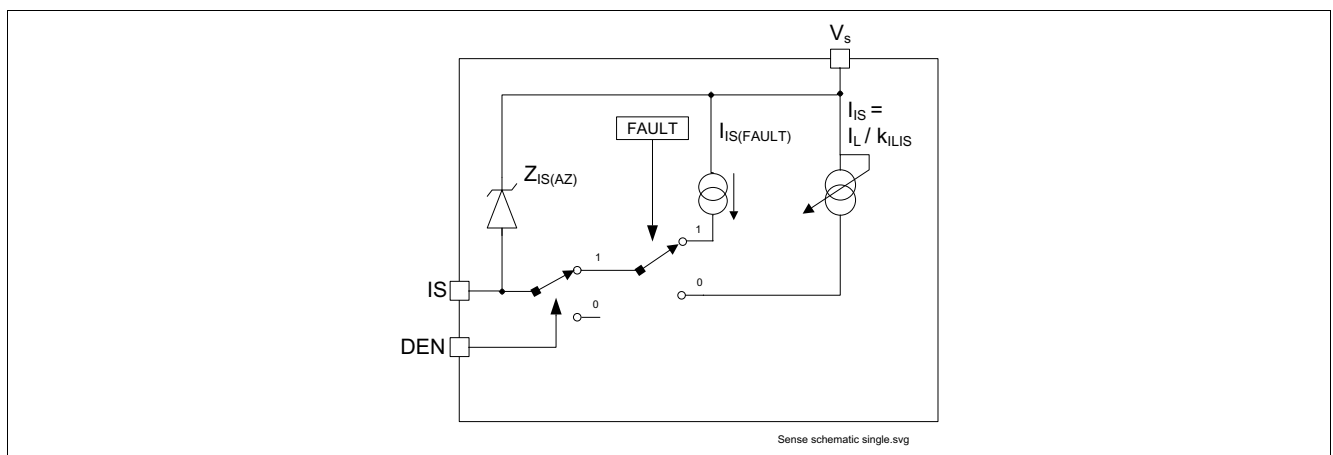 Vs
IIS =
IL / kILIS
FAULT
IIS(FAULT)
ZIS(AZ)
1
1
0
IS
0
DEN
Sense schematic single.svg